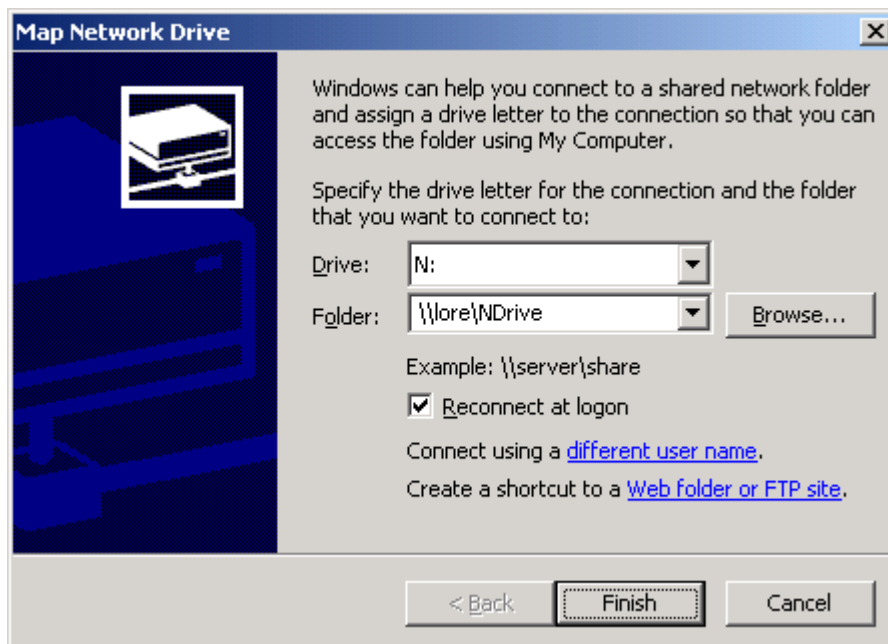 Map Network Drive
Windows can help you connect to a shared network folder
and assign a drive letter to the connection so that you can
access the folder using My Computer.
Specify the drive letter for the connection and the folder
that you want to connect to:
Drive: N:
Folder: \\lore\NDrive Browse...
Example: \\server\share
Reconnect at logon
Connect using a different user name.
Create a shortcut to a Web folder or FTP site.
< Back Finish Cancel